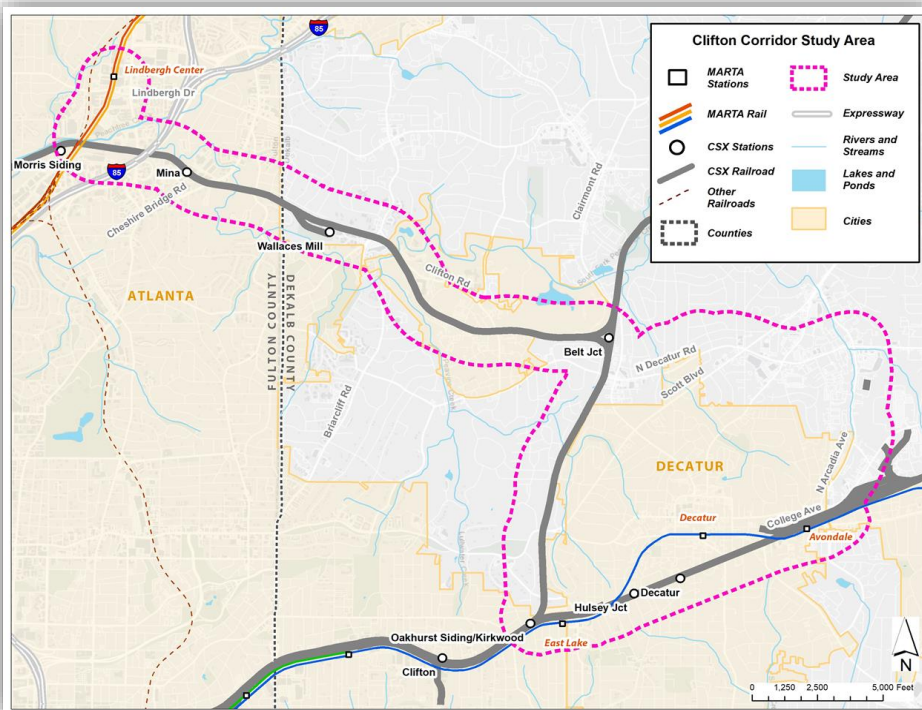 85
Lindbergh Center
Lindbergh Dr
Morris Siding
85
Mina
Cheshire Bridge Rd
Wallaces Mill
Clairmont Rd
Clifton Rd
ATLANTA
FULTON COUNTY
DEKALB COUNTY
Briarcliff Rd
Belt Jct
N Decatur Rd
Scott Blvd
DECATUR
N Arcadia Ave
College Ave
Decatur
Avondale
Decatur
Hulsey Jct
Oakhurst Siding/Kirkwood
East Lake
Clifton
Clifton Corridor Study Area
MARTA
Stations
MARTA Rail
CSX Stations
CSX Railroad
Other
Railroads
Counties
Study Area
Expressway
Rivers and
Streams
Lakes and
Ponds
Cities
N
0 1,250 2,500 5,000 Feet